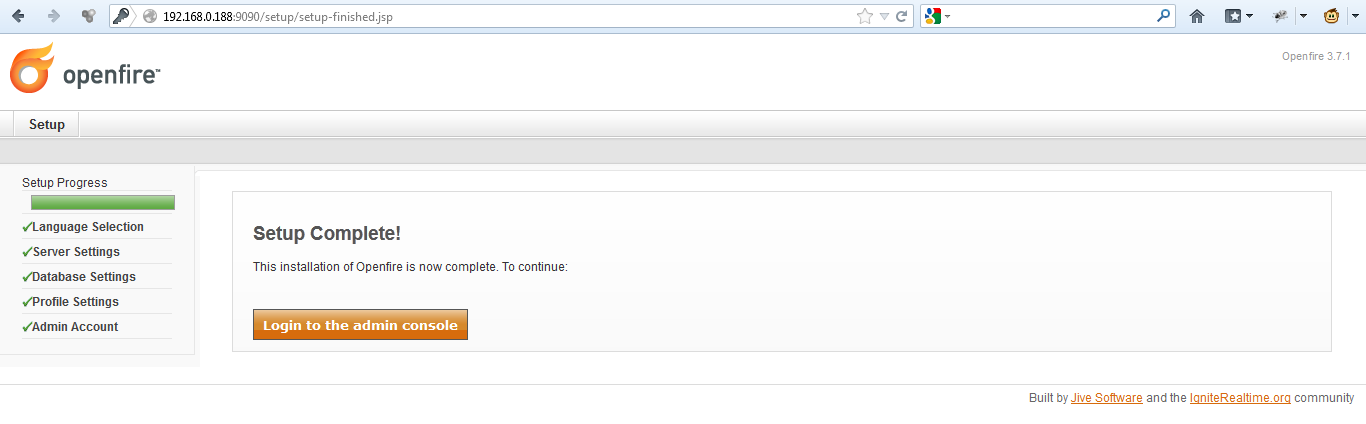 192.168.0.188:9090/setup/setup-finished.jsp
openfire™
Openfire 3.7.1
Setup
Setup Progress
Language Selection
Server Settings
Database Settings
Profile Settings
Admin Account
Setup Complete!
This installation of Openfire is now complete. To continue:
Login to the admin console
Built by Jive Software and the IgniteRealtime.org community